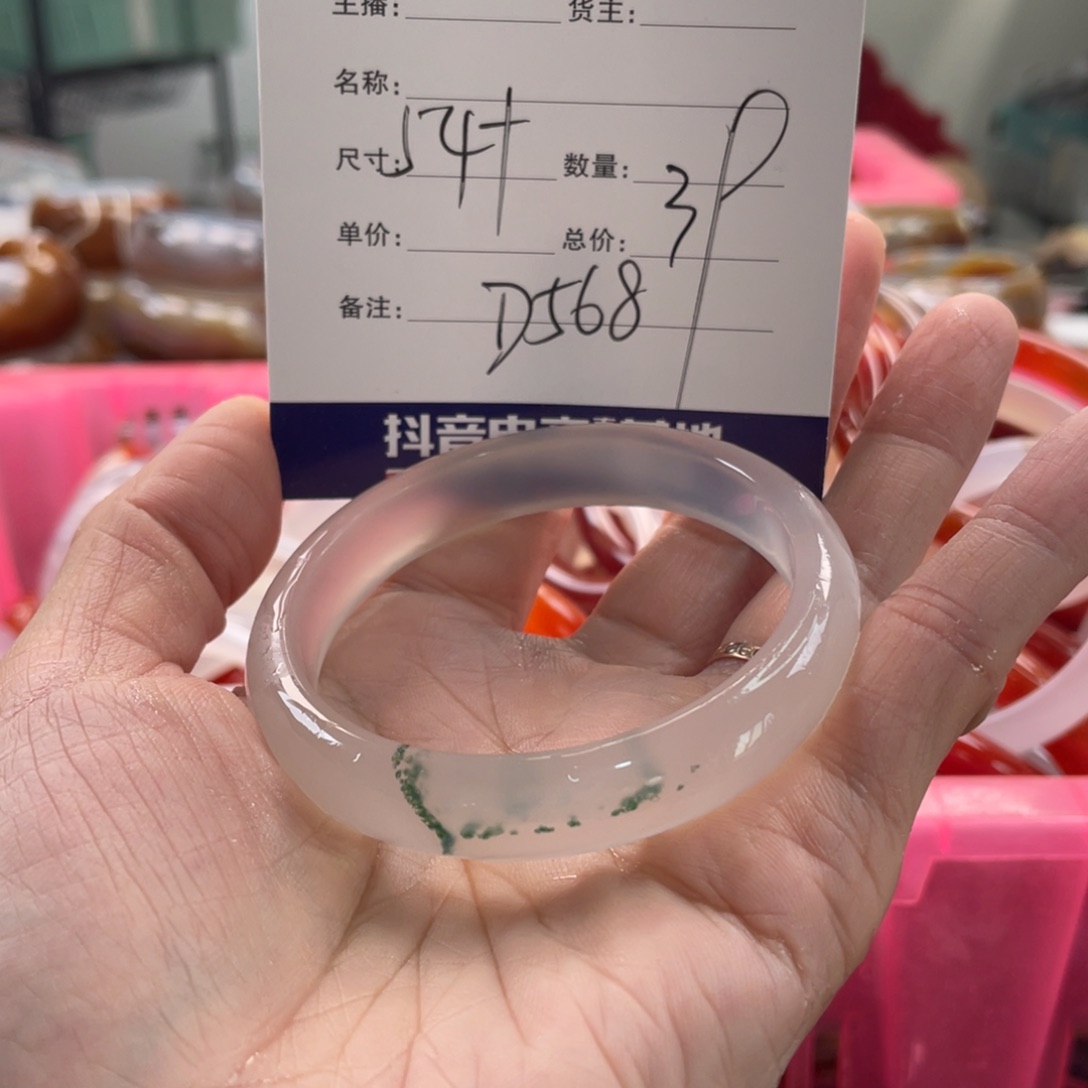 主播: 货主:
名称:
尺寸: 54+ 数量: 3
单价: 总价:
备注: D568
抖音电商